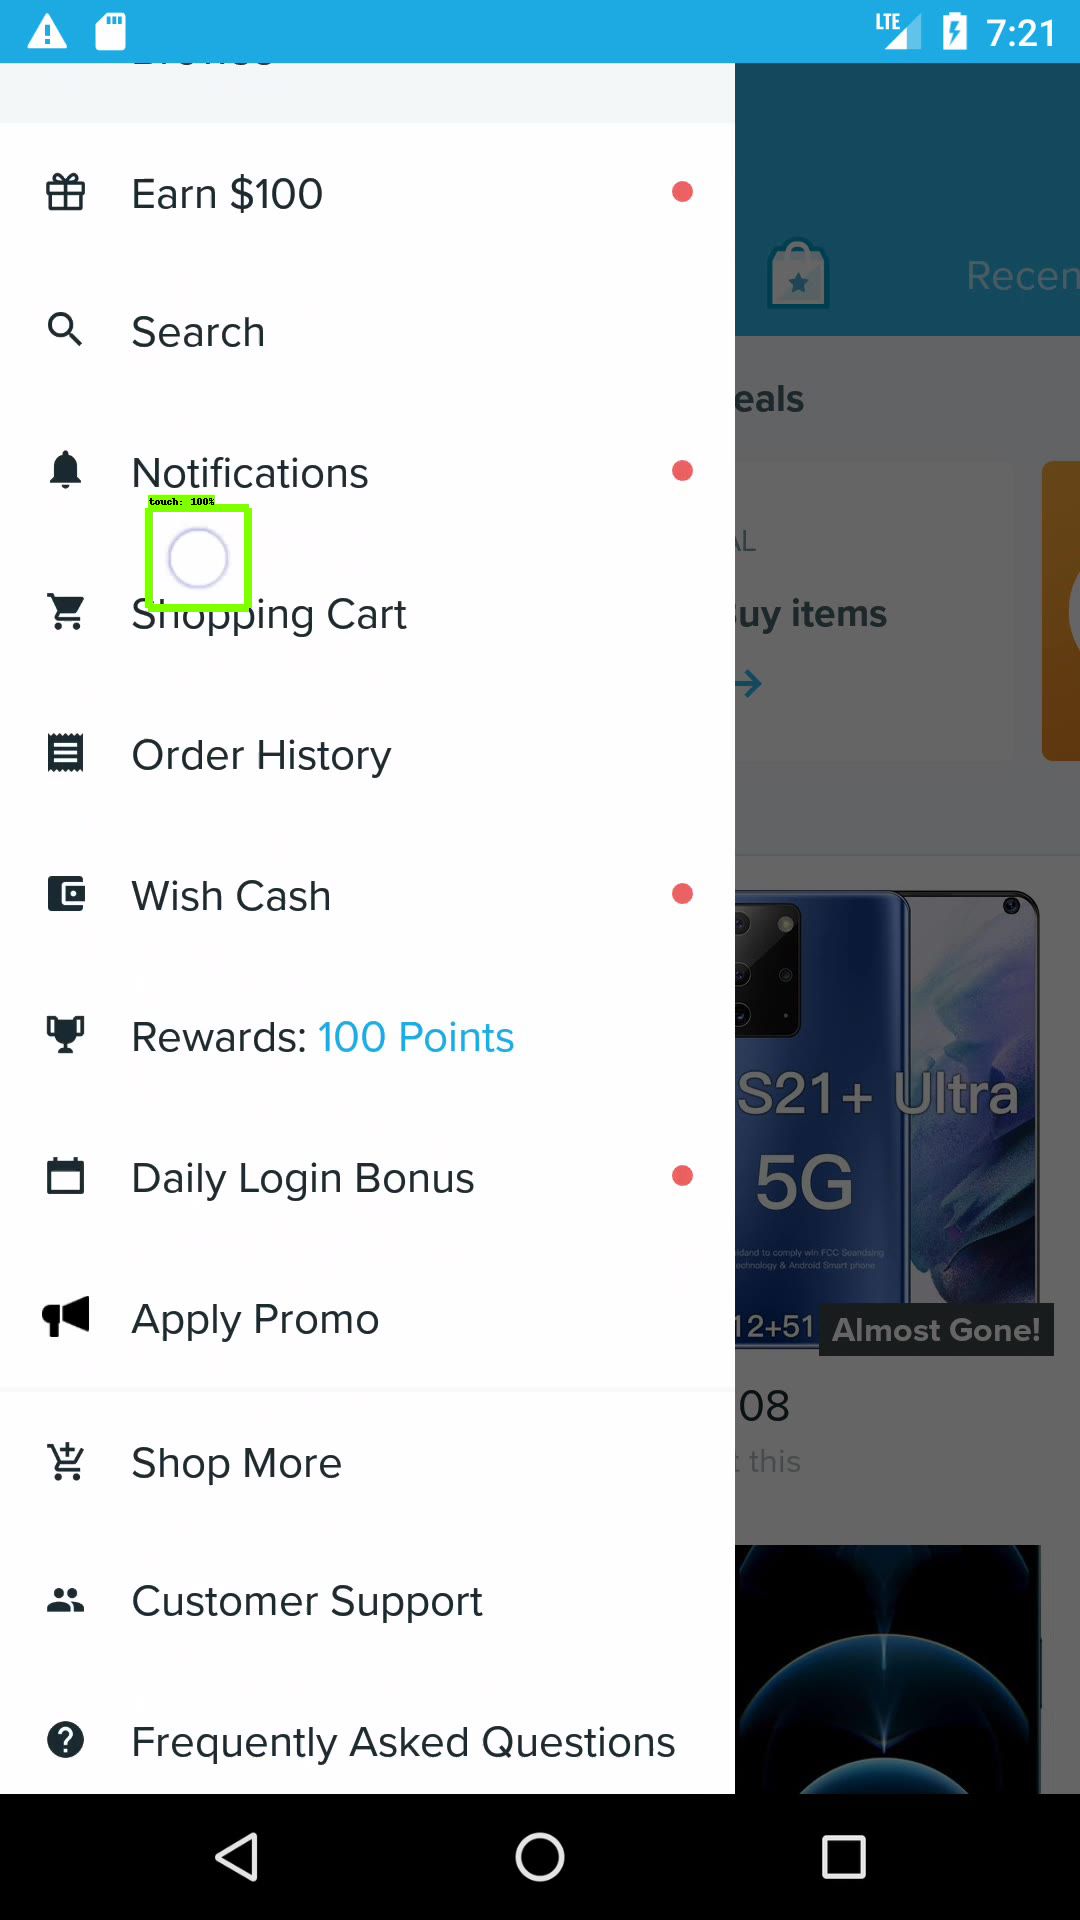 LTE 7:21
Earn $100
Recen
Search
eals
Notifications
touch: 100%
AL
Shopping Cart
uy items
Order History
Wish Cash
Rewards: 100 Points
S21+ Ultra
5G
Daily Login Bonus
12+51
Apply Promo
Almost Gone!
08
Shop More
t this
Customer Support
Frequently Asked Questions